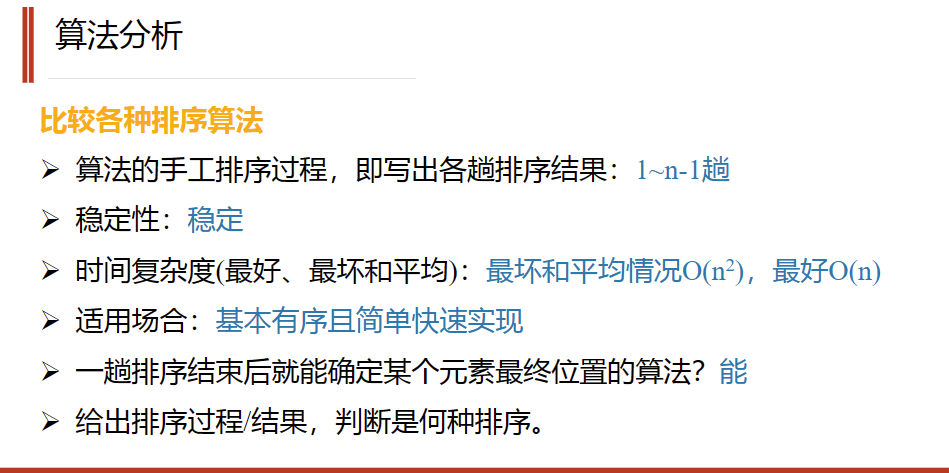 算法分析
比较各种排序算法
➢ 算法的手工排序过程，即写出各趟排序结果：1~n-1趟
➢ 稳定性：稳定
➢ 时间复杂度(最好、最坏和平均)：最坏和平均情况O(n²)，最好O(n)
➢ 适用场合：基本有序且简单快速实现
➢ 一趟排序结束后就能确定某个元素最终位置的算法？能
➢ 给出排序过程/结果，判断是何种排序。